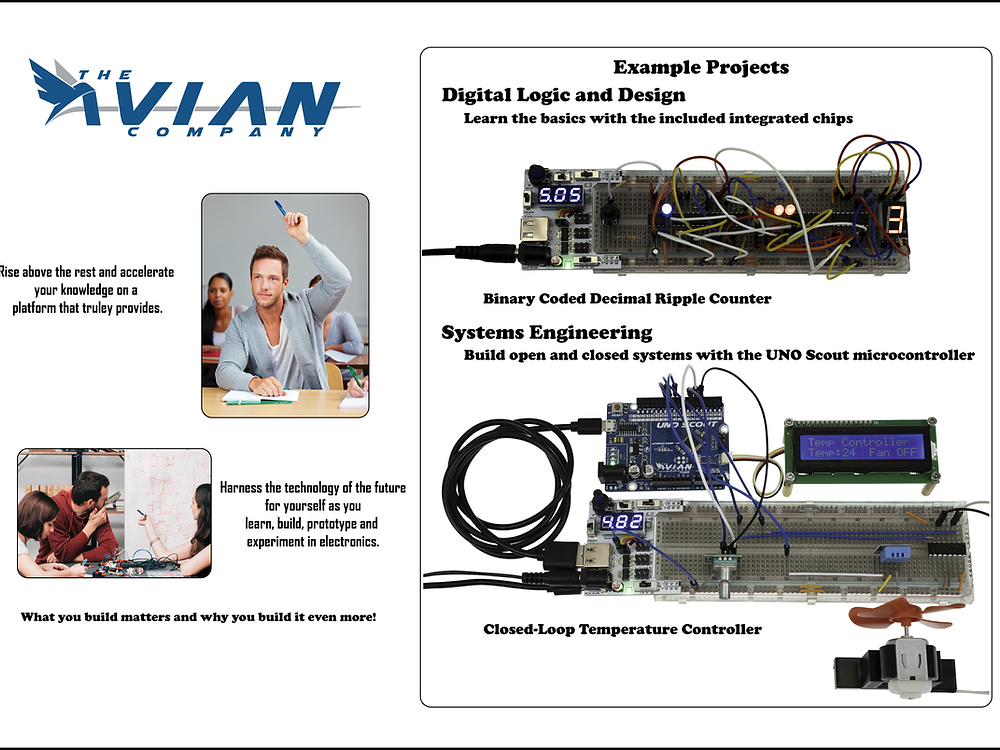 THE
AVIAN
COMPANY
Rise above the rest and accelerate
your knowledge on a
platform that truley provides.
Harness the technology of the future
for yourself as you
learn, build, prototype and
experiment in electronics.
What you build matters and why you build it even more!
Example Projects
Digital Logic and Design
Learn the basics with the included integrated chips
5.05
3
Binary Coded Decimal Ripple Counter
Systems Engineering
Build open and closed systems with the UNO Scout microcontroller
UNO SCOUT
AVIAN
Temp Controller
Temp:24 Fan OFF
4.82
Closed-Loop Temperature Controller